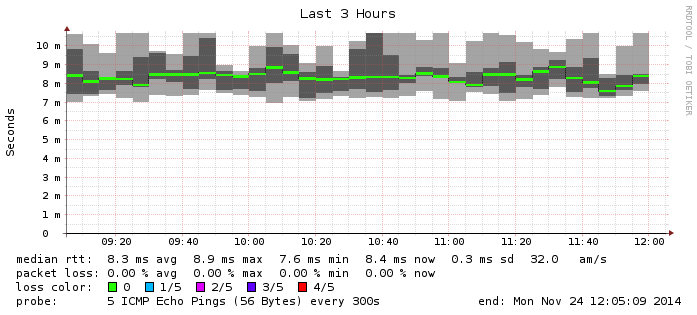 Last 3 Hours
RRDTOOL / TOBI OETIKER
Seconds
10 m
9 m
8 m
7 m
6 m
5 m
4 m
3 m
2 m
1 m
0
09:20 09:40 10:00 10:20 10:40 11:00 11:20 11:40 12:00
median rtt: 8.3 ms avg 8.9 ms max 7.6 ms min 8.4 ms now 0.3 ms sd 32.0 am/s
packet loss: 0.00 % avg 0.00 % max 0.00 % min 0.00 % now
loss color: 0 1/5 2/5 3/5 4/5
probe: 5 ICMP Echo Pings (56 Bytes) every 300s end: Mon Nov 24 12:05:09 2014